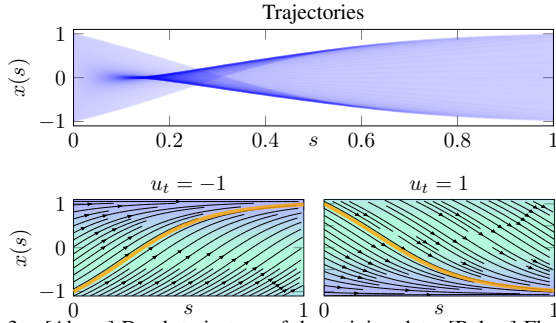 Trajectories
1
0
−1
x(s)
0 0.2 0.4 0.6 0.8 1
s
u_t = −1 u_t = 1
1
0
−1
x(s)
0 s 1 0 s 1